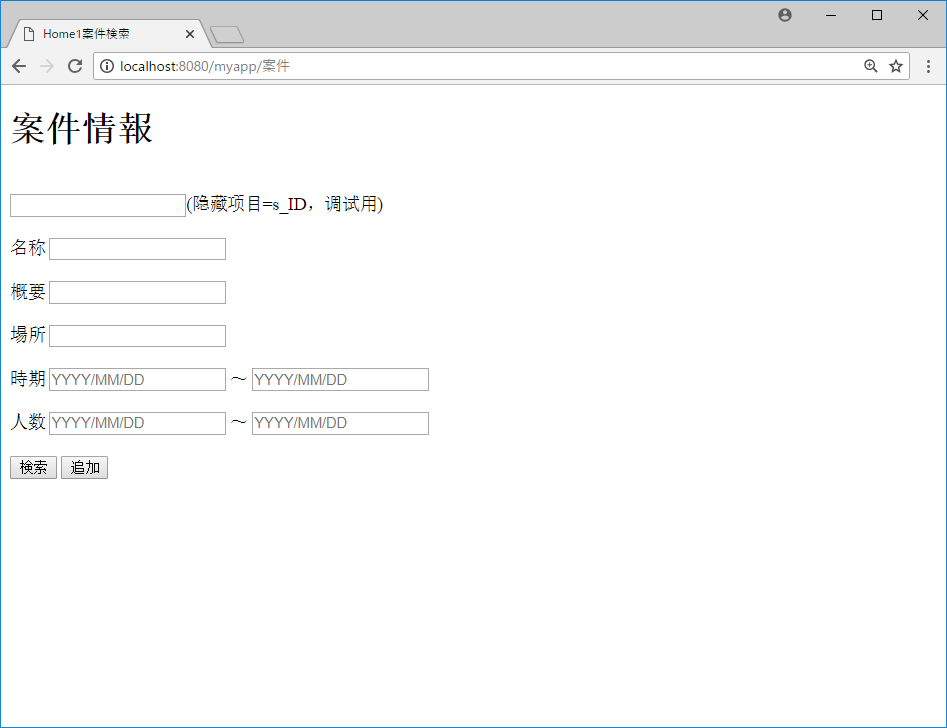 Home1案件検索
localhost:8080/myapp/案件
案件情報
(隐藏项目=s_ID，调试用)
名称
概要
場所
時期 YYYY/MM/DD ～ YYYY/MM/DD
人数 YYYY/MM/DD ～ YYYY/MM/DD
検索 追加